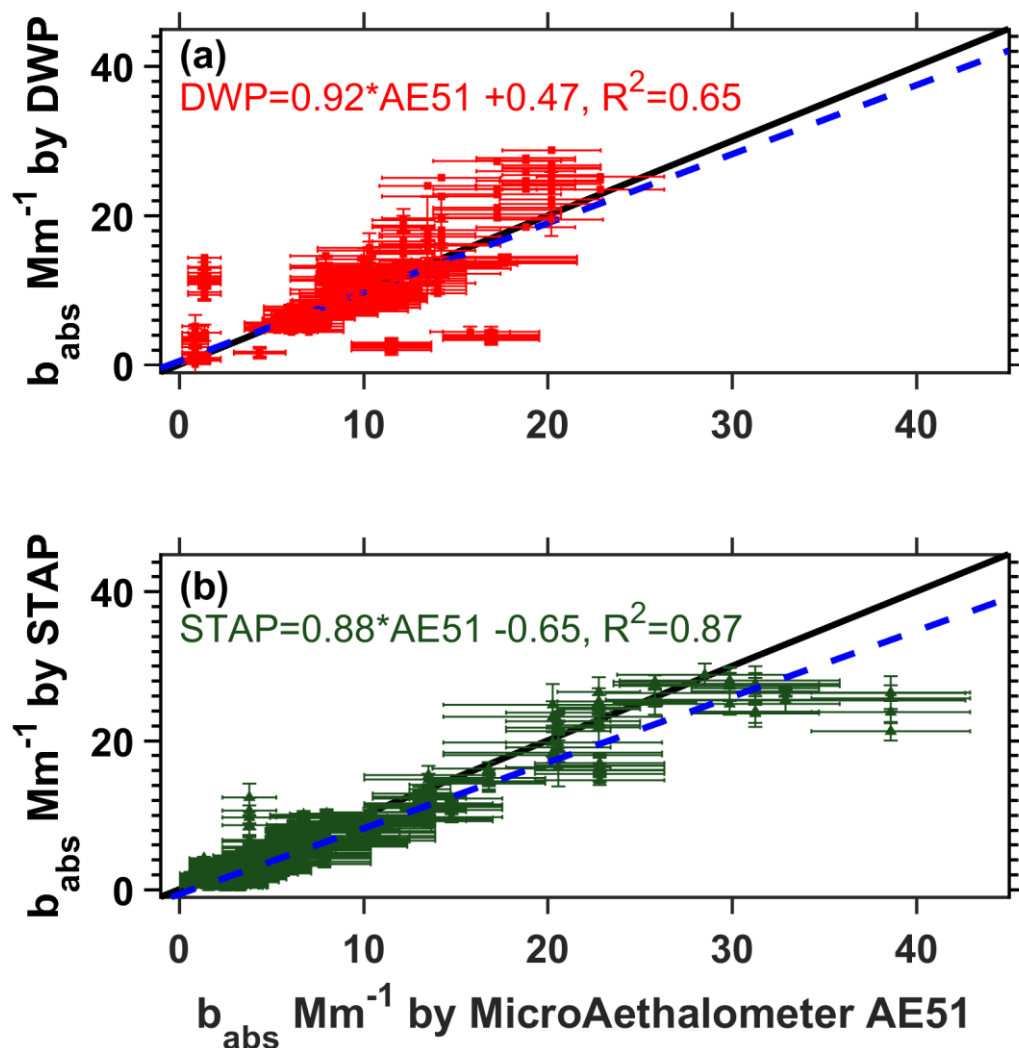 (a)
DWP=0.92*AE51 +0.47, R²=0.65
b_abs Mm⁻¹ by DWP
40
20
0
0 10 20 30 40
(b)
STAP=0.88*AE51 -0.65, R²=0.87
b_abs Mm⁻¹ by STAP
40
20
0
0 10 20 30 40
b_abs Mm⁻¹ by MicroAethalometer AE51